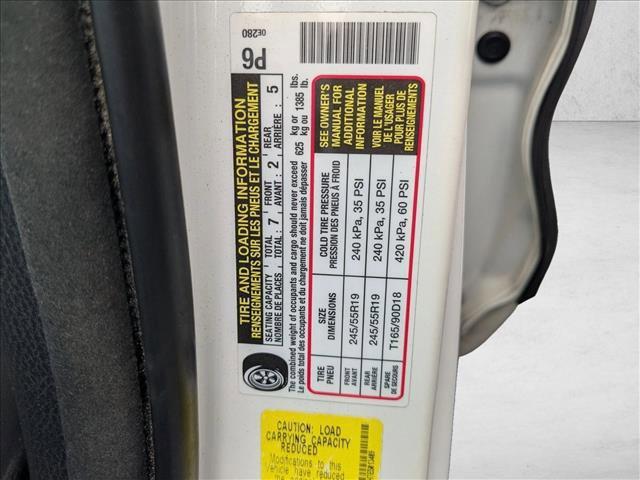 0E280
P6
TIRE AND LOADING INFORMATION
RENSEIGNEMENTS SUR LES PNEUS ET LE CHARGEMENT
SEATING CAPACITY TOTAL 7 FRONT 2 REAR 5
NOMBRE DE PLACES TOTAL: 7 AVANT: 2 ARRIÈRE: 5
The combined weight of occupants and cargo should never exceed 625 kg or 1385 lbs.
Le poids total des occupants et du chargement ne doit jamais dépasser 625 kg ou 1385 lb.
TIRE SIZE COLD TIRE PRESSURE
PNEU DIMENSIONS PRESSION DES PNEUS À FROID
FRONT
AVANT 245/55R19 240 kPa, 35 PSI
REAR
ARRIÈRE 245/55R19 240 kPa, 35 PSI
SPARE
DE SECOURS T165/90D18 420 kPa, 60 PSI
SEE OWNER'S
MANUAL FOR
ADDITIONAL
INFORMATION
VOIR LE MANUEL
DE L'USAGER
POUR PLUS DE
RENSEIGNEMENTS
CAUTION: LOAD
CARRYING CAPACITY
REDUCED
Modifications to this
vehicle have reduced